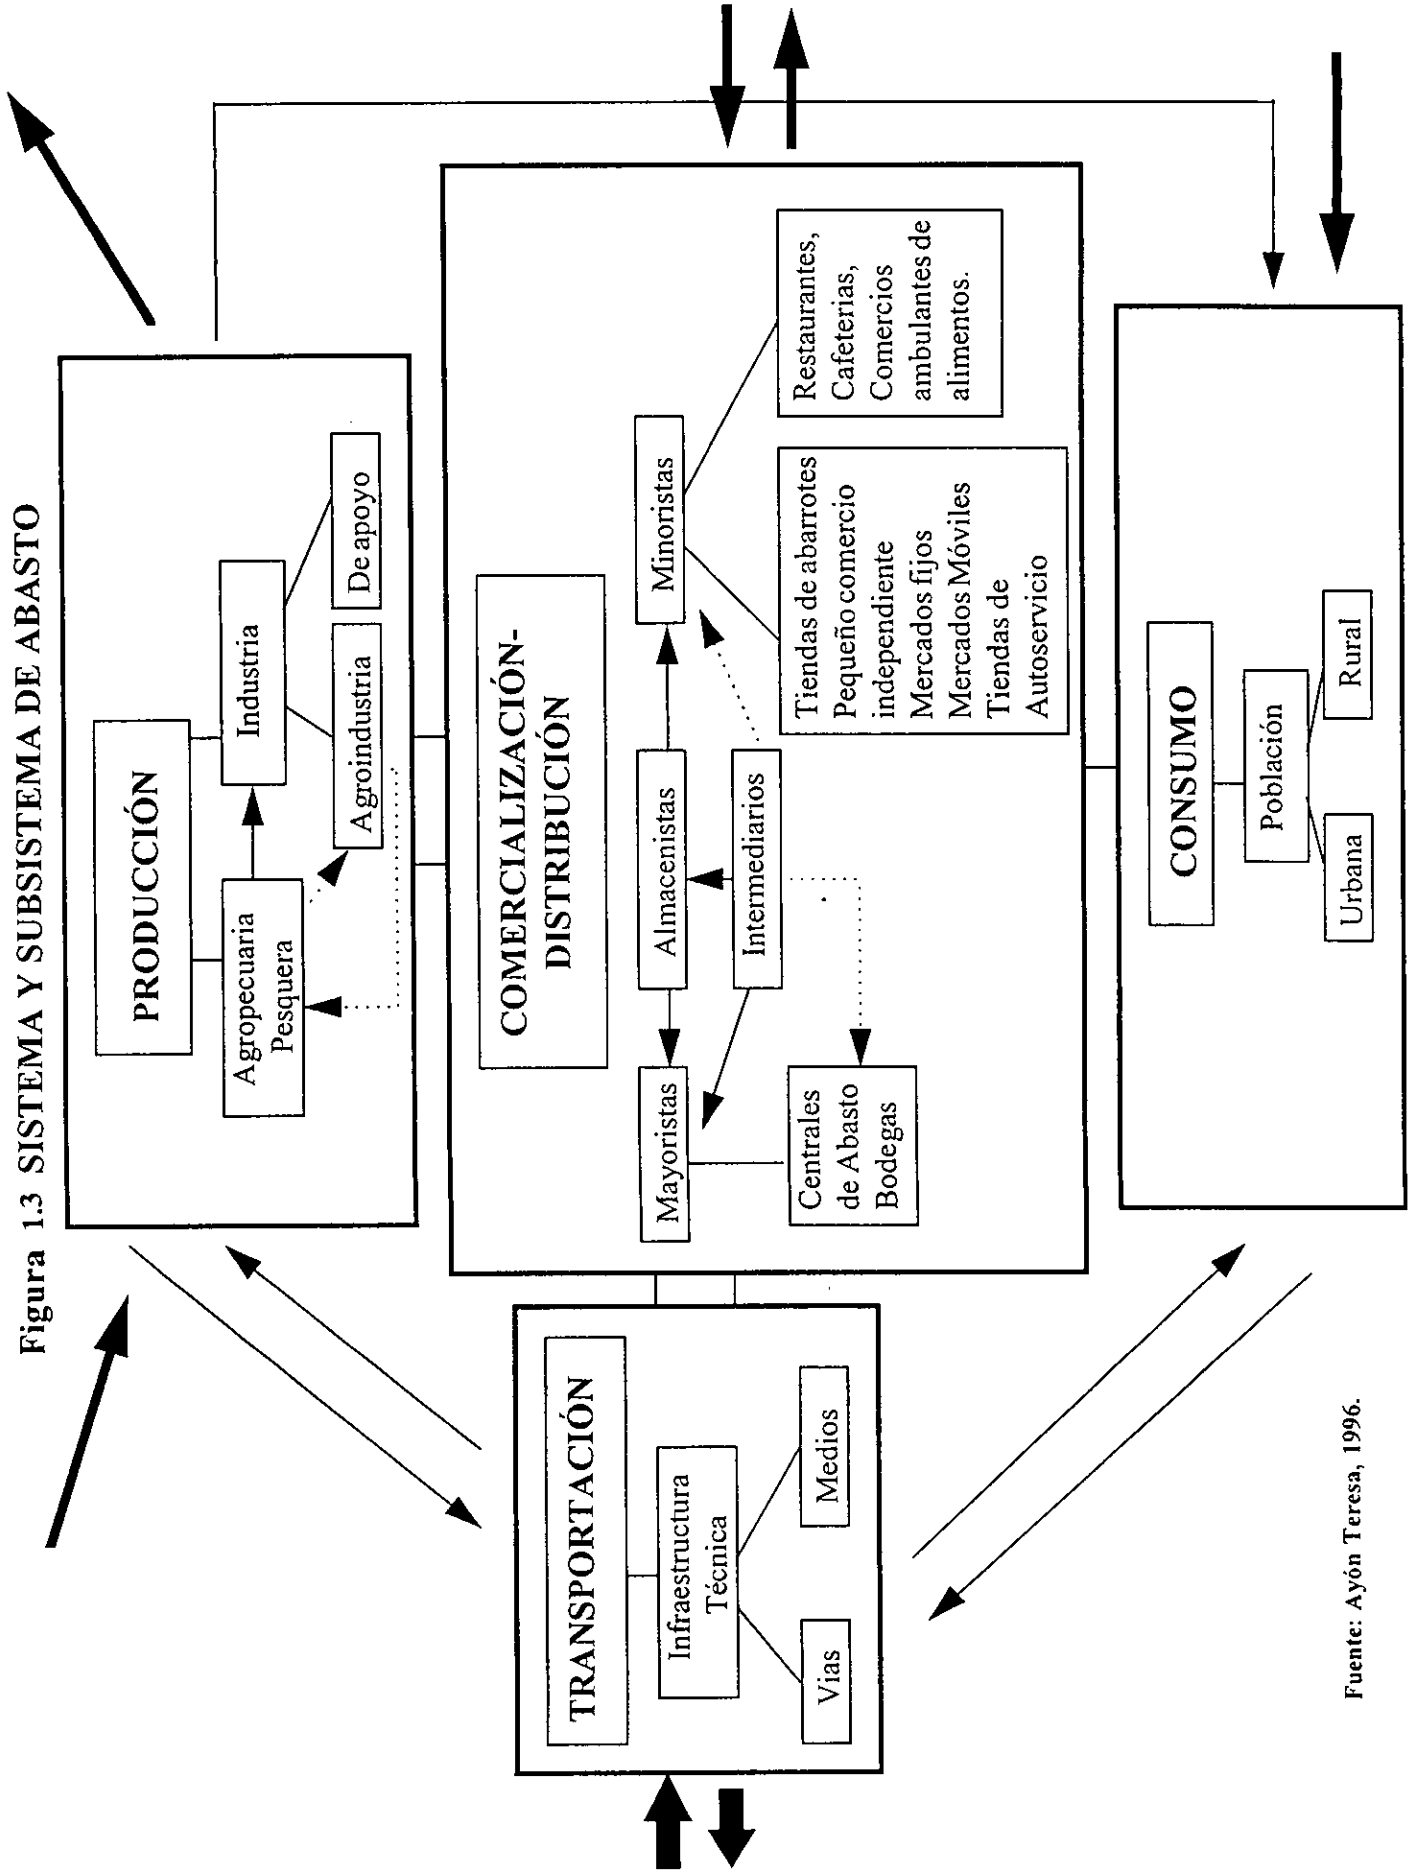 Figura 1.3 SISTEMA Y SUBSISTEMA DE ABASTO
PRODUCCIÓN
Agropecuaria
Pesquera
Industria
Agroindustria
De apoyo
TRANSPORTACIÓN
Infraestructura
Técnica
Vias
Medios
COMERCIALIZACIÓN-
DISTRIBUCIÓN
Mayoristas
Almacenistas
Minoristas
Intermediarios
Centrales
de Abasto
Bodegas
Tiendas de abarrotes
Pequeño comercio
independiente
Mercados fijos
Mercados Móviles
Tiendas de
Autoservicio
Restaurantes,
Cafeterias,
Comercios
ambulantes de
alimentos.
CONSUMO
Población
Urbana
Rural
Fuente: Ayón Teresa, 1996.